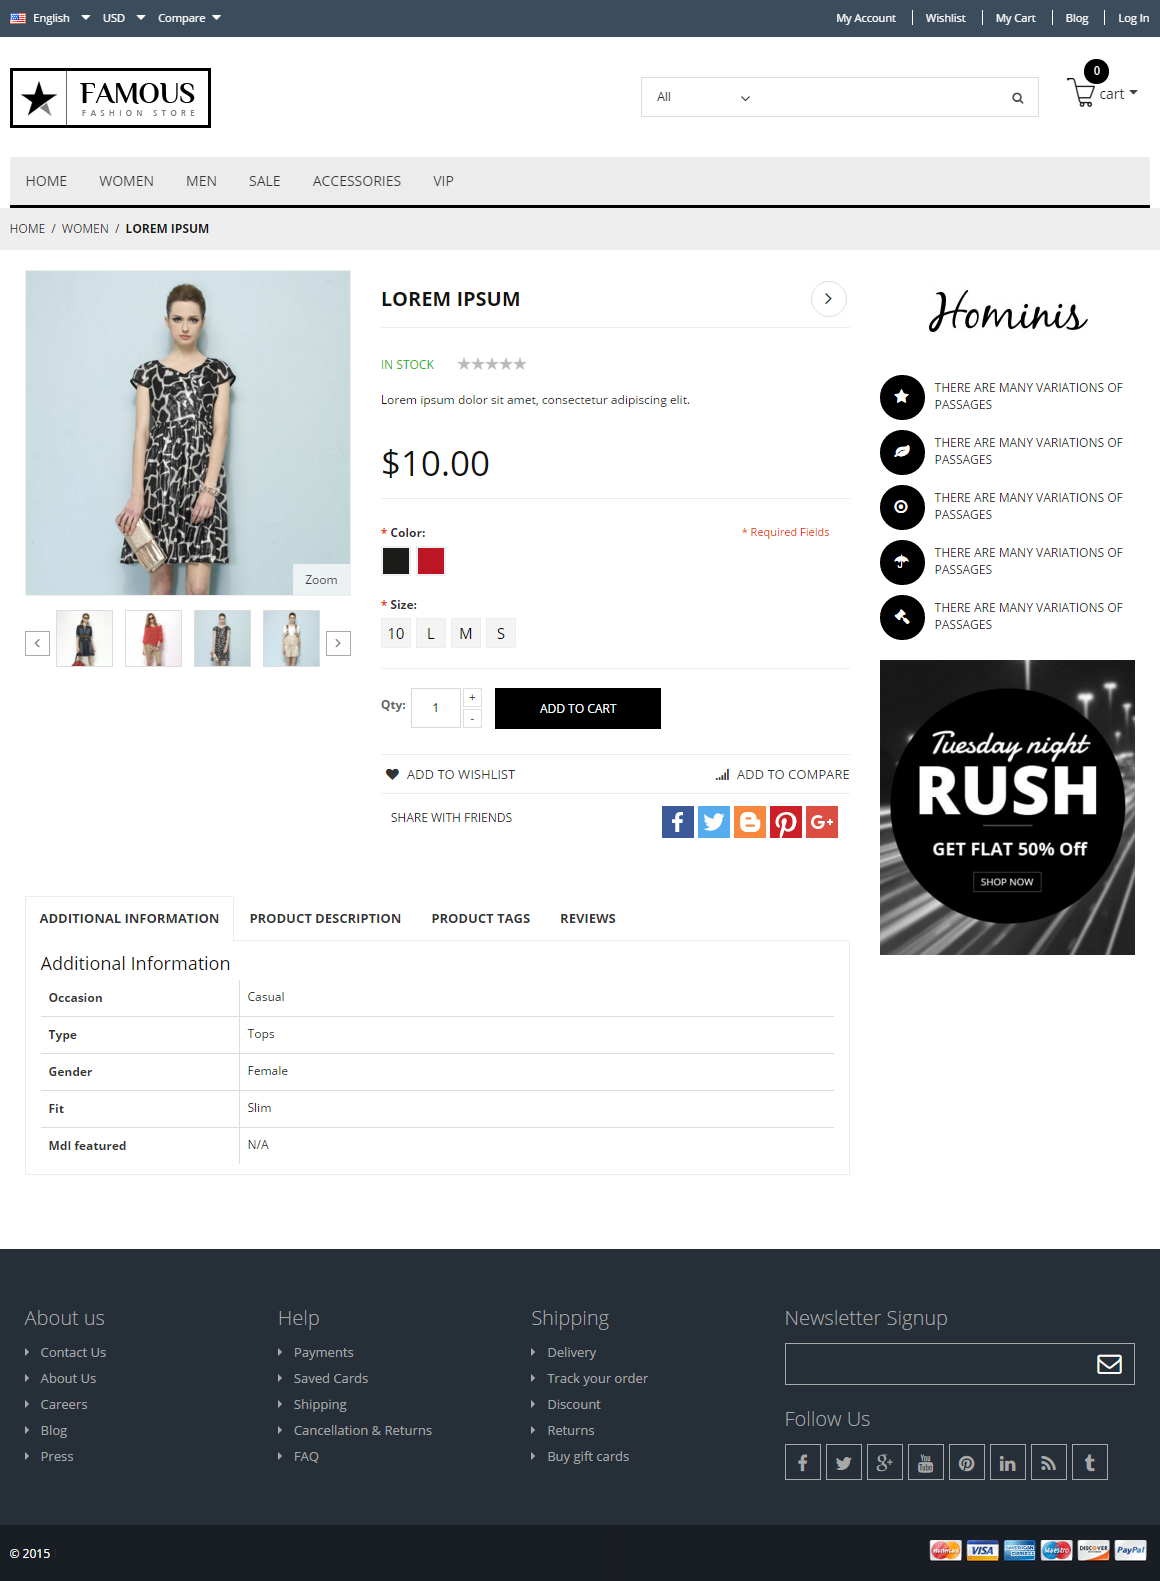 English USD Compare My Account Wishlist My Cart Blog Log In
FAMOUS
FASHION STORE
All
0
cart
HOME WOMEN MEN SALE ACCESSORIES VIP
HOME / WOMEN / LOREM IPSUM
Zoom
LOREM IPSUM
IN STOCK
Lorem ipsum dolor sit amet, consectetur adipiscing elit.
$10.00
* Color: * Required Fields
* Size:
10 L M S
Qty: 1 + - ADD TO CART
ADD TO WISHLIST ADD TO COMPARE
SHARE WITH FRIENDS
Hominis
THERE ARE MANY VARIATIONS OF
PASSAGES
THERE ARE MANY VARIATIONS OF
PASSAGES
THERE ARE MANY VARIATIONS OF
PASSAGES
THERE ARE MANY VARIATIONS OF
PASSAGES
THERE ARE MANY VARIATIONS OF
PASSAGES
Tuesday night
RUSH
GET FLAT 50% Off
SHOP NOW
ADDITIONAL INFORMATION PRODUCT DESCRIPTION PRODUCT TAGS REVIEWS
Additional Information
Occasion Casual
Type Tops
Gender Female
Fit Slim
Mdl featured N/A
About us
Contact Us
About Us
Careers
Blog
Press
Help
Payments
Saved Cards
Shipping
Cancellation & Returns
FAQ
Shipping
Delivery
Track your order
Discount
Returns
Buy gift cards
Newsletter Signup
Follow Us
You Tube
© 2015
MasterCard VISA AMERICAN EXPRESS Maestro DISCOVER PayPal